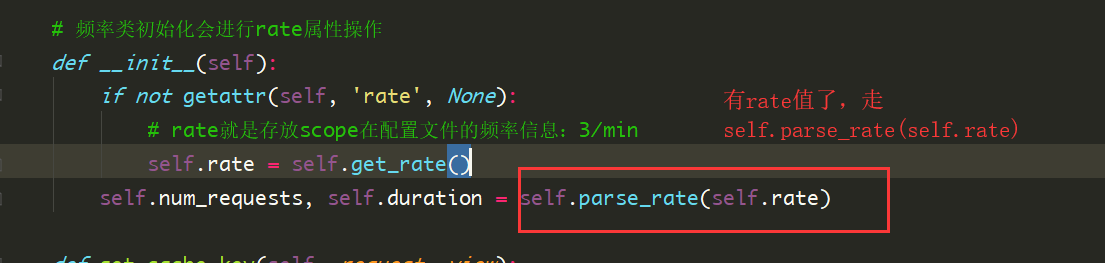 # 频率类初始化会进行rate属性操作
def __init__(self):
if not getattr(self, 'rate', None):
有rate值了，走
# rate就是存放scope在配置文件的频率信息：3/min
self.parse_rate(self.rate)
self.rate = self.get_rate()
self.num_requests, self.duration = self.parse_rate(self.rate)
def get_cache_key(self, request, view):